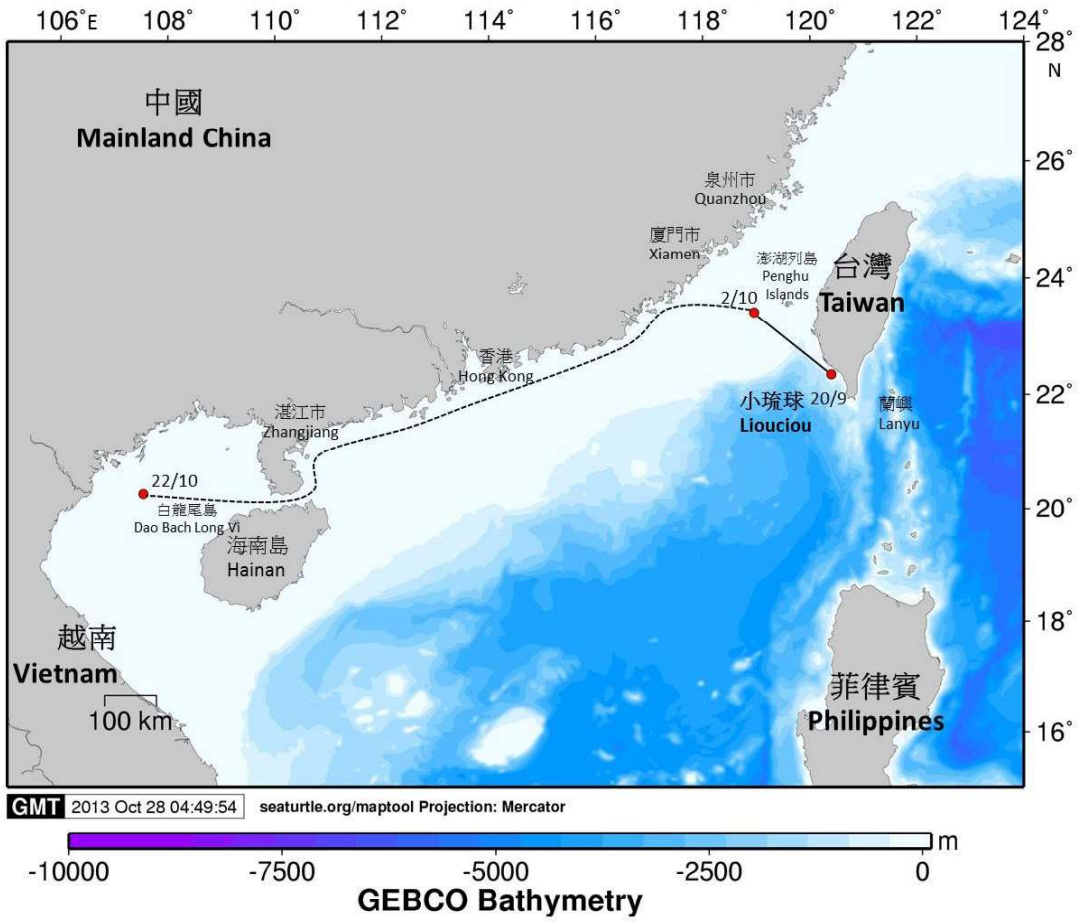 106°E 108° 110° 112° 114° 116° 118° 120° 122° 124°
28°
N
26°
24°
22°
20°
18°
16°
中國
Mainland China
泉州市
Quanzhou
廈門市
Xiamen
澎湖列島
Penghu
Islands
台灣
Taiwan
2/10
香港
Hong Kong
小琉球 20/9
Liouciou
蘭嶼
Lanyu
湛江市
Zhangjiang
22/10
白龍尾島
Dao Bach Long Vi
海南島
Hainan
越南
Vietnam
100 km
菲律賓
Philippines
GMT 2013 Oct 28 04:49:54 seaturtle.org/maptool Projection: Mercator
m
-10000 -7500 -5000 -2500 0
GEBCO Bathymetry